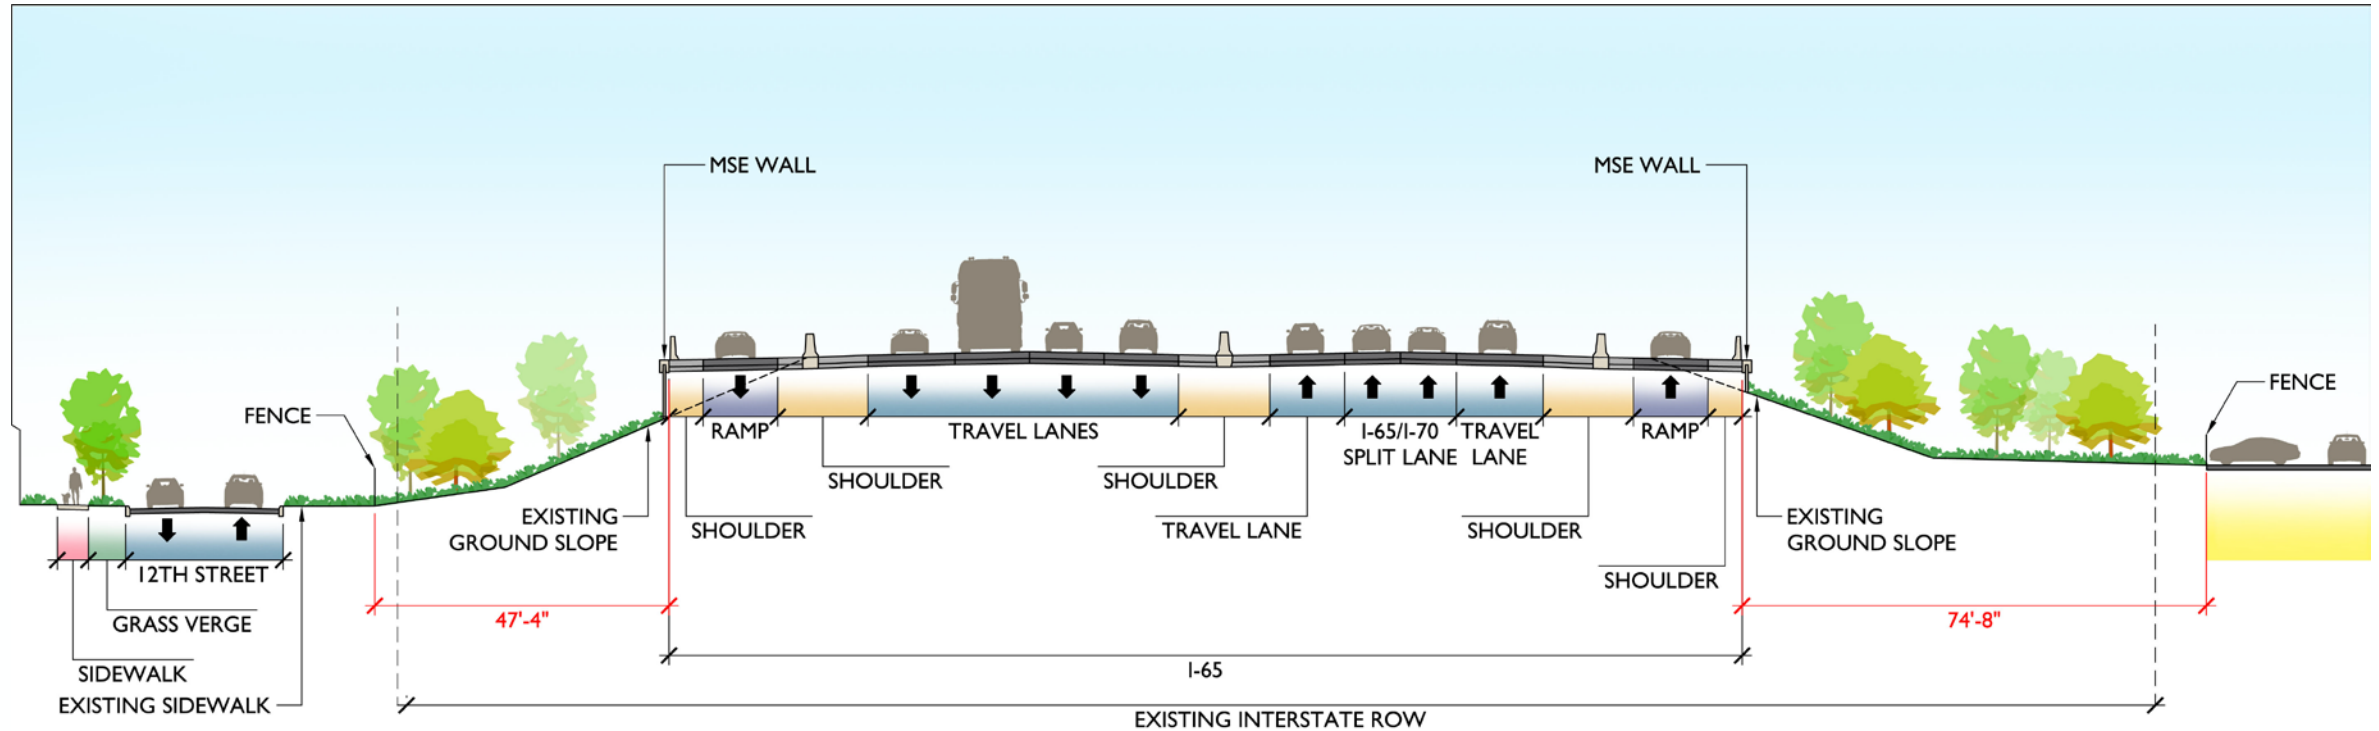 MSE WALL
MSE WALL
FENCE
FENCE
RAMP
TRAVEL LANES
I-65/I-70
SPLIT LANE
TRAVEL
LANE
RAMP
SHOULDER
SHOULDER
EXISTING
GROUND SLOPE
SHOULDER
TRAVEL LANE
SHOULDER
EXISTING
GROUND SLOPE
12TH STREET
SHOULDER
GRASS VERGE
47'-4"
74'-8"
SIDEWALK
I-65
EXISTING SIDEWALK
EXISTING INTERSTATE ROW